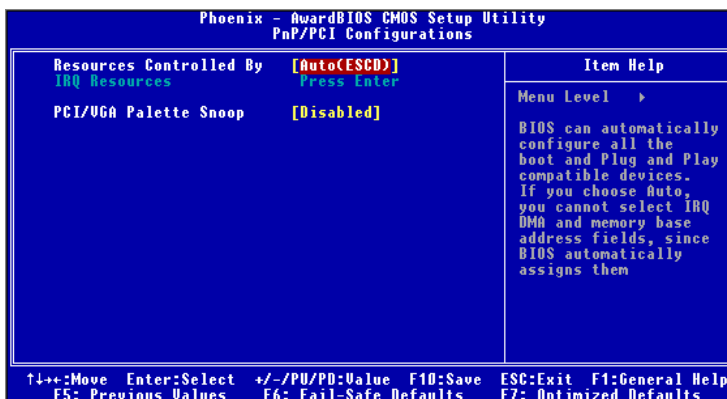 Phoenix - AwardBIOS CMOS Setup Utility
PnP/PCI Configurations
Resources Controlled By [Auto(ESCD)]
IRQ Resources Press Enter
PCI/VGA Palette Snoop [Disabled]
Item Help
Menu Level ▸
BIOS can automatically
configure all the
boot and Plug and Play
compatible devices.
If you choose Auto,
you cannot select IRQ
DMA and memory base
address fields, since
BIOS automatically
assigns them
↑↓→←:Move Enter:Select +/-/PU/PD:Value F10:Save ESC:Exit F1:General Help
F5: Previous Values F6: Fail-Safe Defaults F7: Optimized Defaults